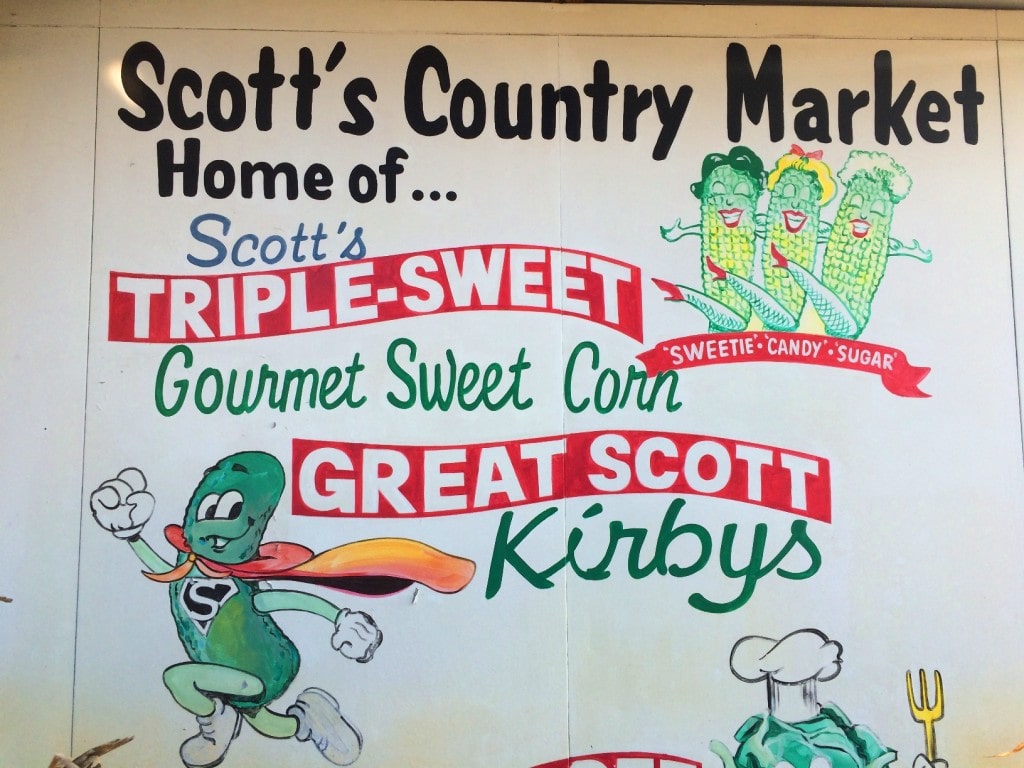 Scott's Country Market
Home of...
Scott's
TRIPLE-SWEET
Gourmet Sweet Corn
"SWEETIE"·"CANDY"·"SUGAR"
GREAT SCOTT
Kirbys
S